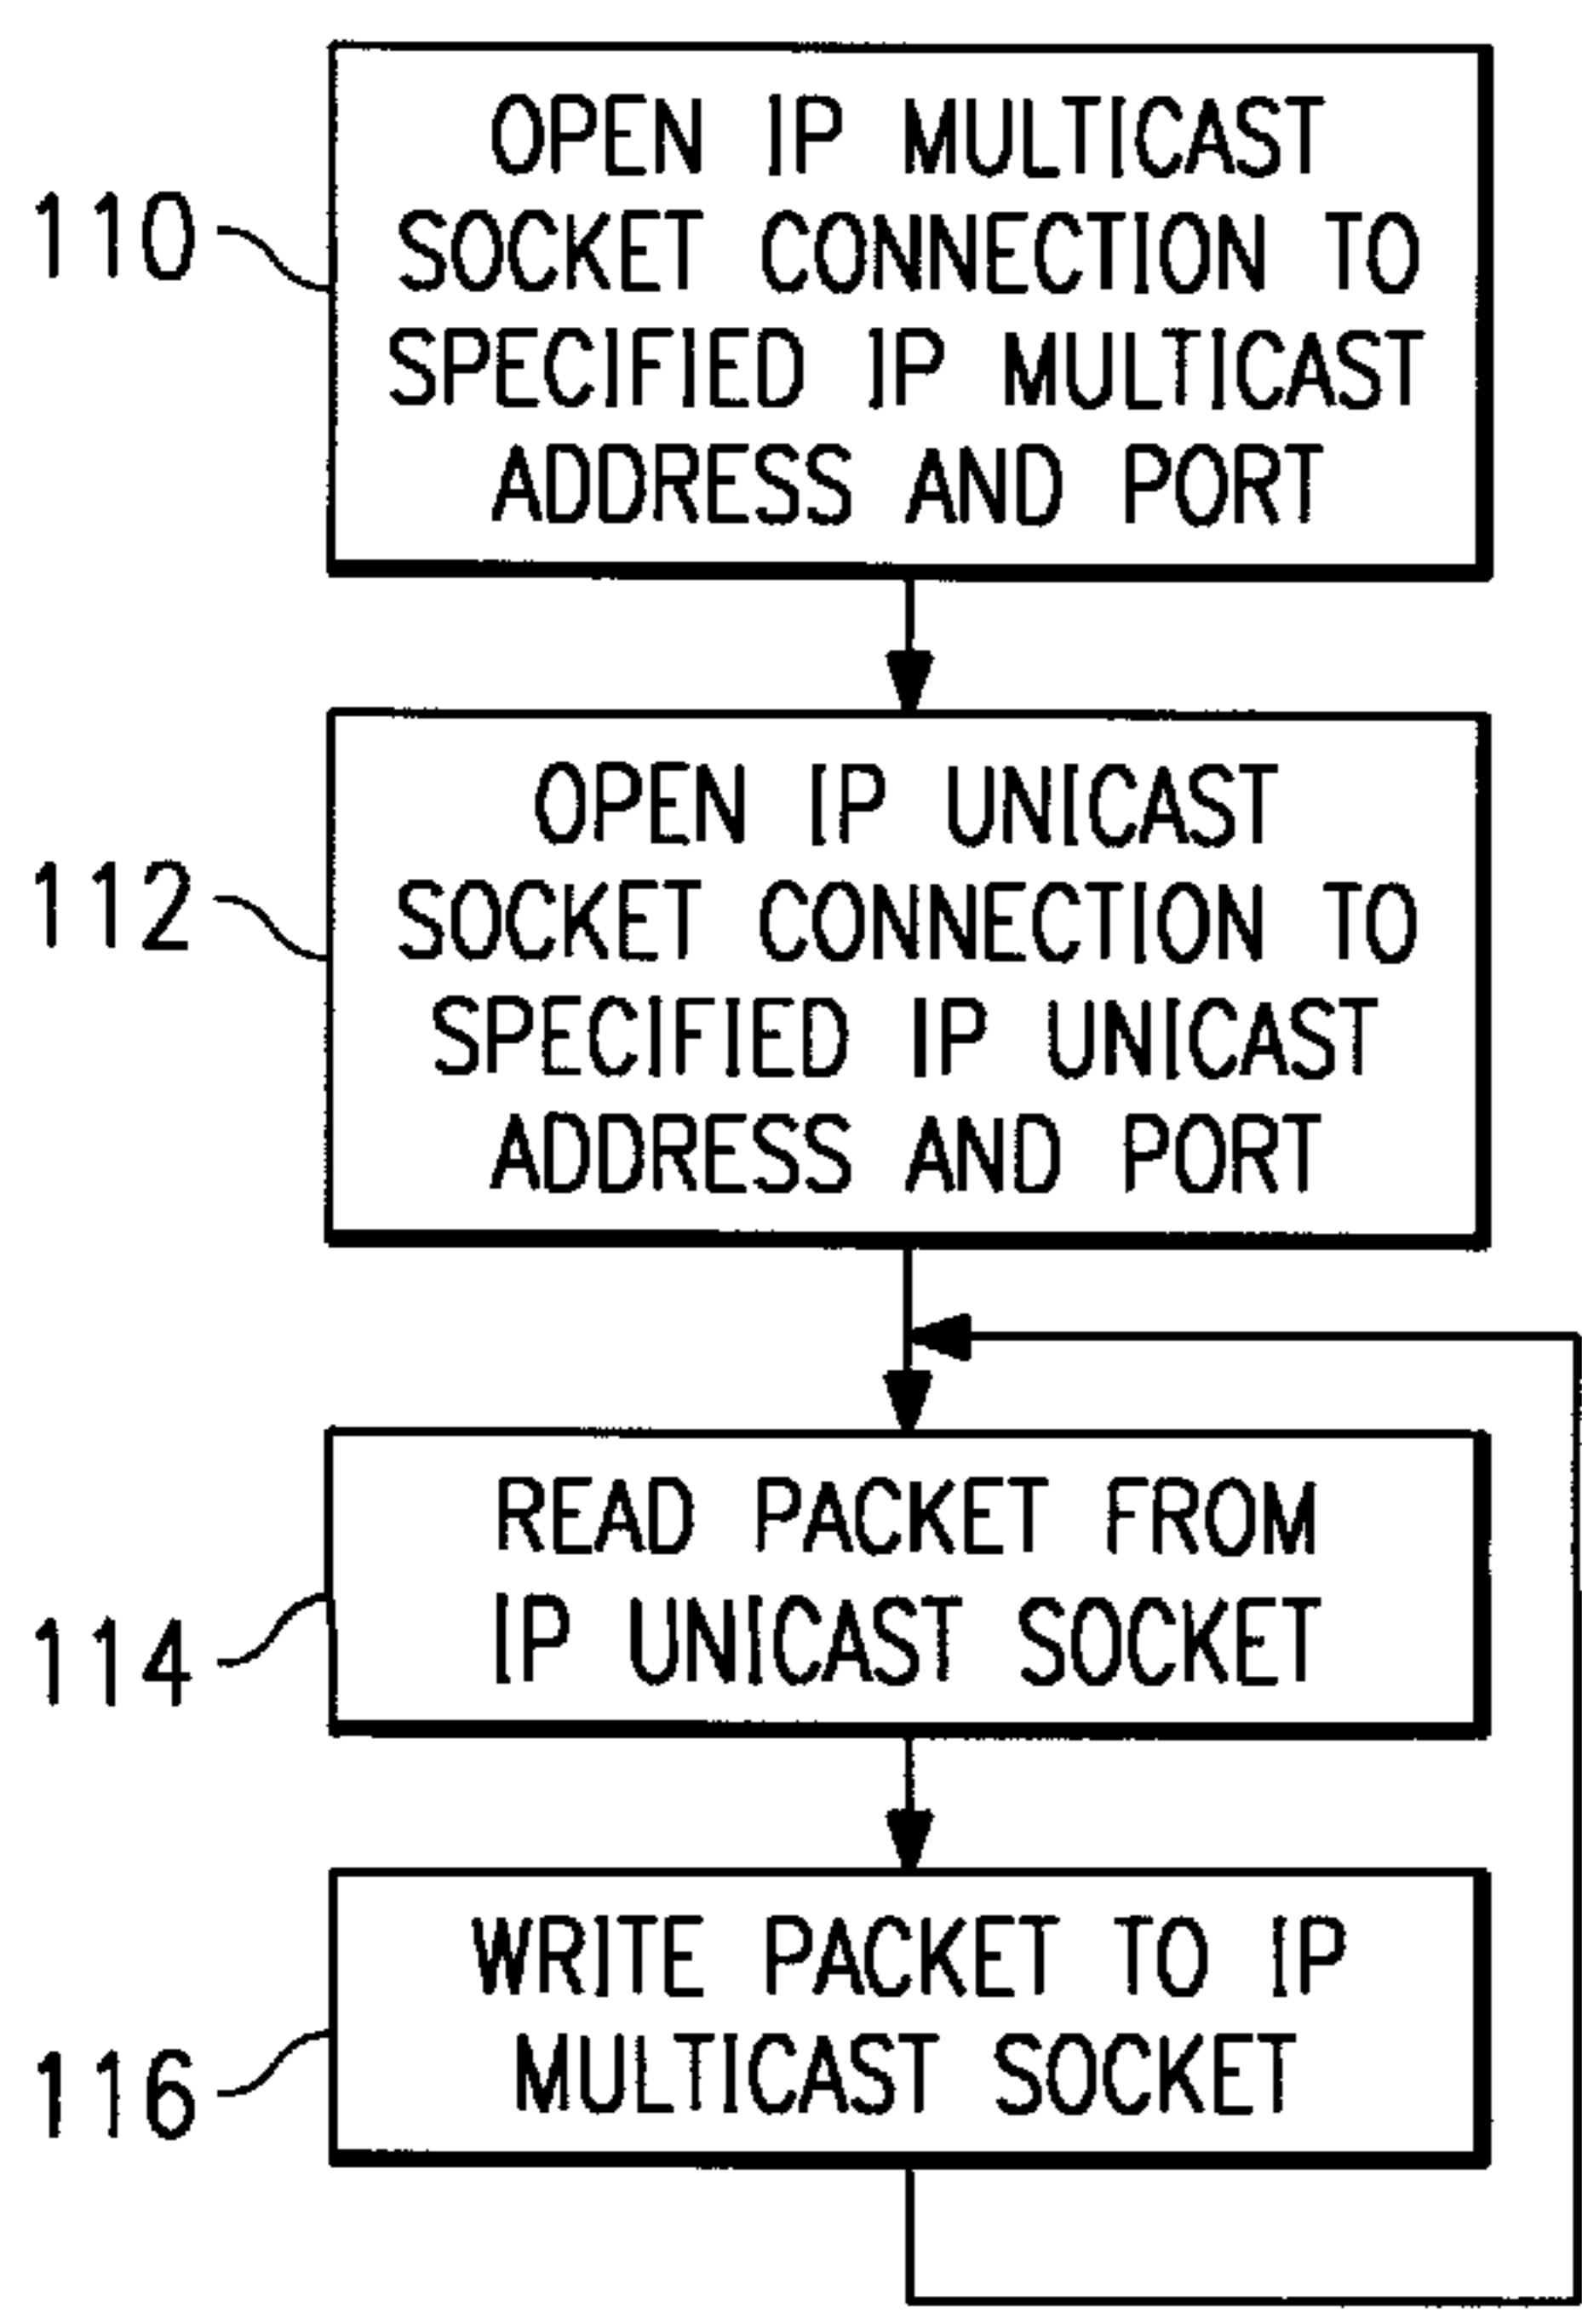 110
OPEN IP MULTICAST
SOCKET CONNECTION TO
SPECIFIED IP MULTICAST
ADDRESS AND PORT
112
OPEN IP UNICAST
SOCKET CONNECTION TO
SPECIFIED IP UNICAST
ADDRESS AND PORT
114
READ PACKET FROM
IP UNICAST SOCKET
116
WRITE PACKET TO IP
MULTICAST SOCKET